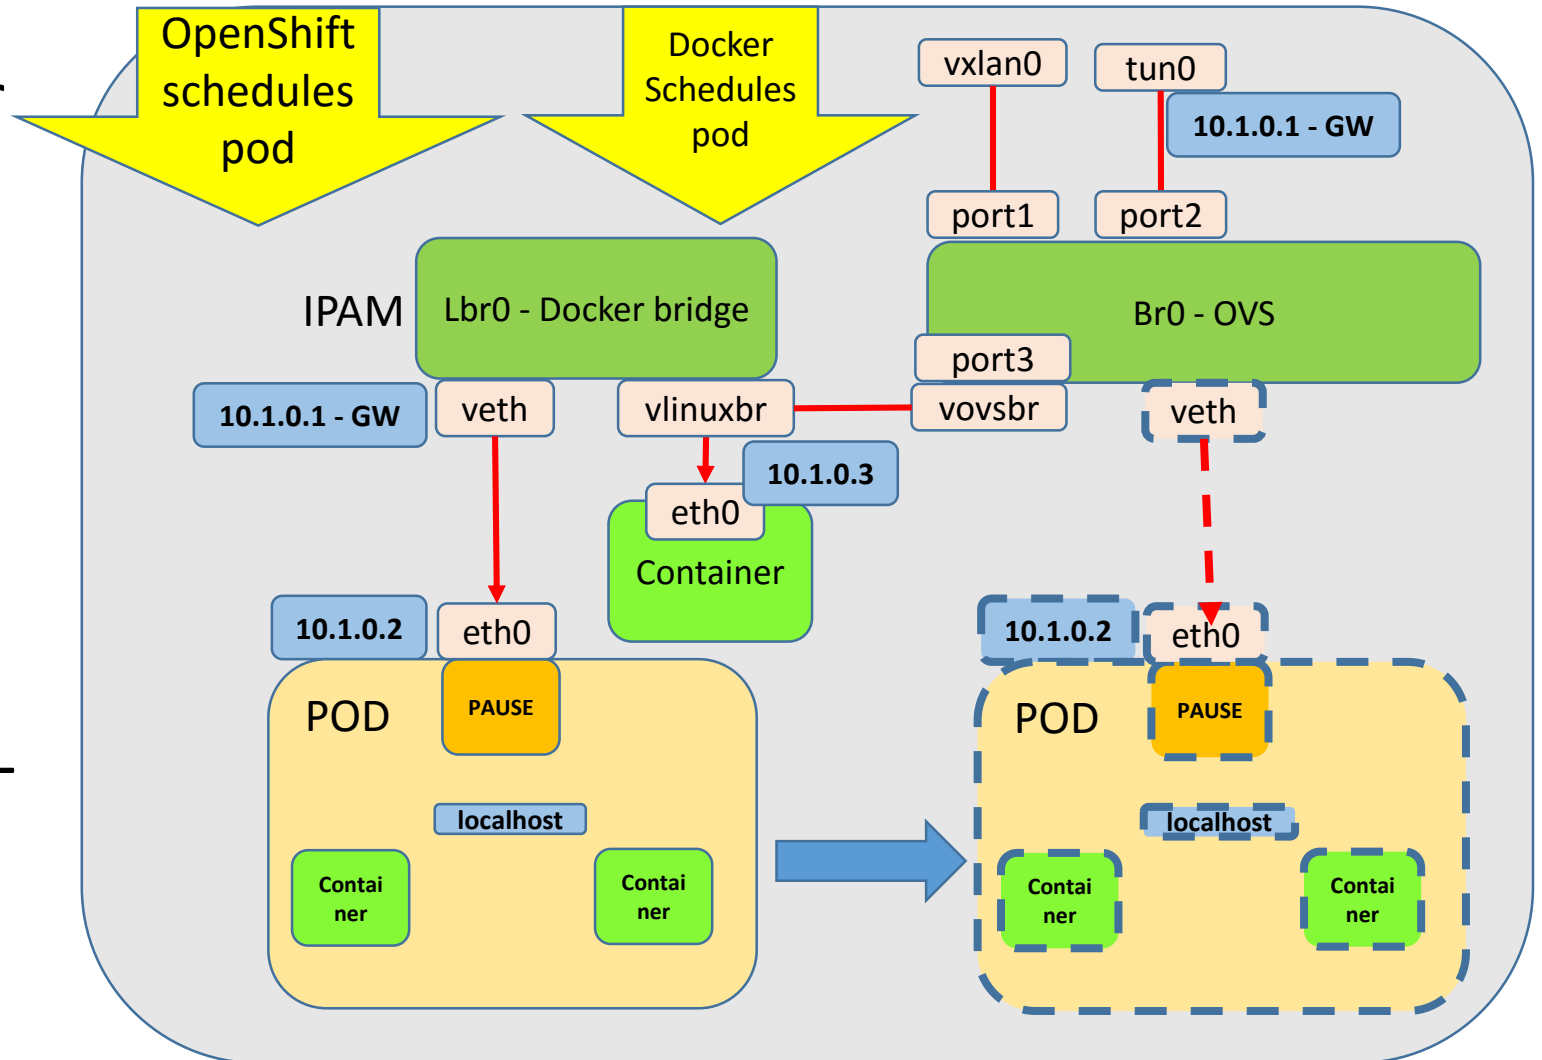 OpenShift
schedules
pod
Docker
Schedules
pod
vxlan0
tun0
10.1.0.1 - GW
port1
port2
IPAM
Lbr0 - Docker bridge
Br0 - OVS
port3
10.1.0.1 - GW
veth
vlinuxbr
vovsbr
veth
10.1.0.3
eth0
Container
10.1.0.2
eth0
10.1.0.2
eth0
POD
PAUSE
POD
PAUSE
localhost
localhost
Contai
ner
Contai
ner
Contai
ner
Contai
ner